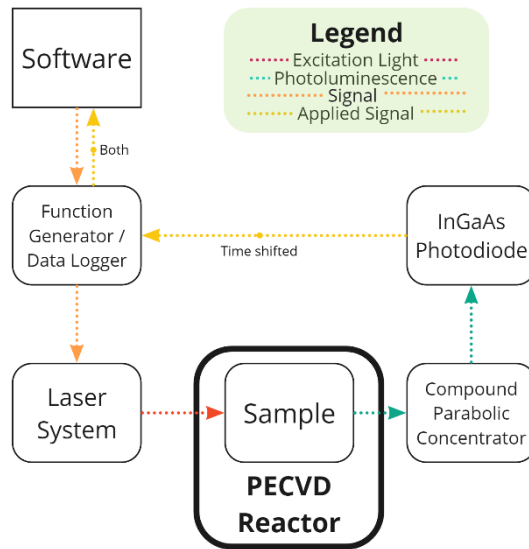 Software
Legend
Excitation Light
Photoluminescence
Signal
Applied Signal
Both
Function
Generator /
Data Logger
Time shifted
InGaAs
Photodiode
Laser
System
Sample
PECVD
Reactor
Compound
Parabolic
Concentrator